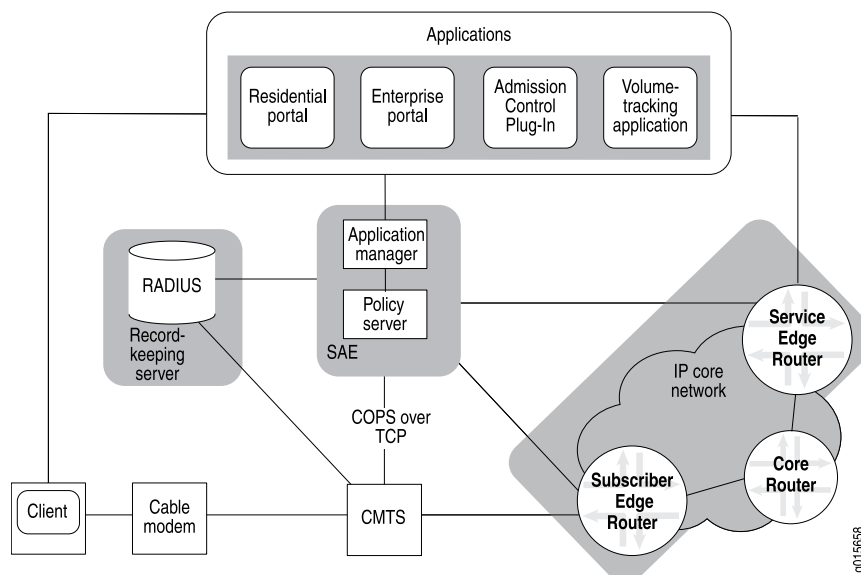 Applications
Residential
portal
Enterprise
portal
Admission
Control
Plug-In
Volume-
tracking
application
Application
manager
RADIUS
Policy
server
Record-
keeping
server
SAE
Service
Edge
Router
IP core
network
COPS over
TCP
Subscriber
Edge
Router
Core
Router
Client
Cable
modem
CMTS
g015658